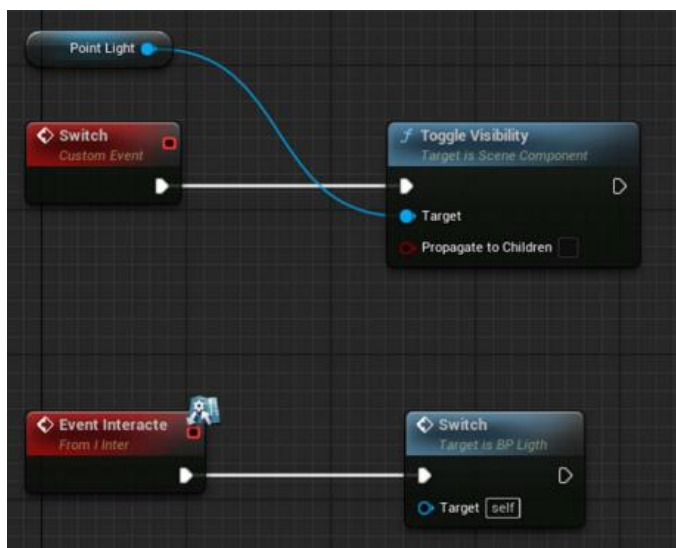 Point Light
Switch
Custom Event
Toggle Visibility
Target is Scene Component
Target
Propagate to Children
Event Interacte
From I Inter
Switch
Target is BP Ligth
Target self